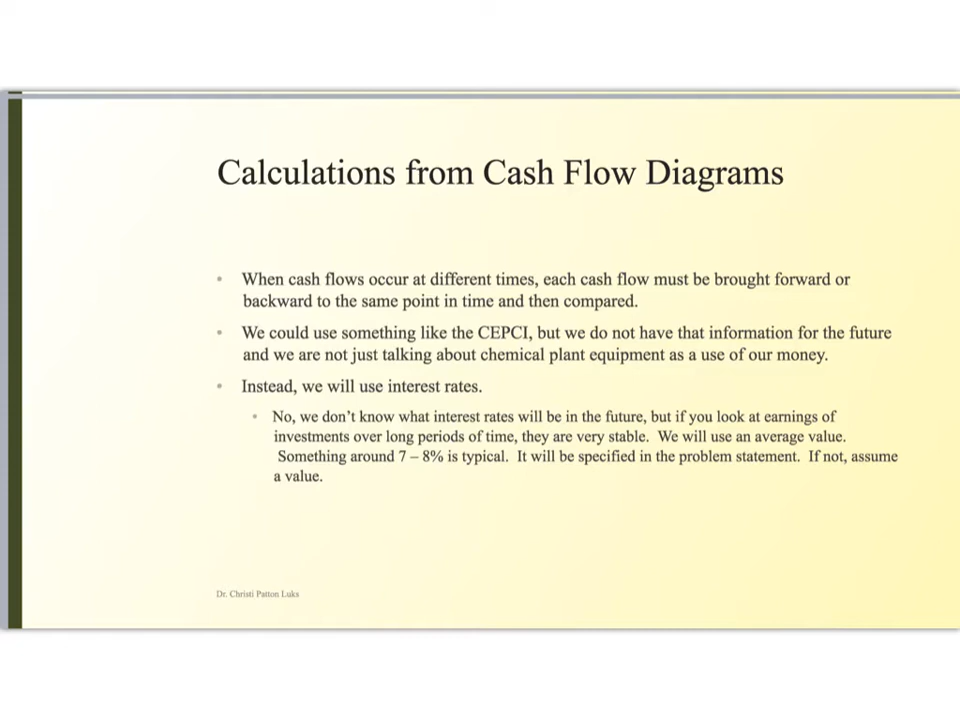 Calculations from Cash Flow Diagrams
• When cash flows occur at different times, each cash flow must be brought forward or
backward to the same point in time and then compared.
• We could use something like the CEPCI, but we do not have that information for the future
and we are not just talking about chemical plant equipment as a use of our money.
• Instead, we will use interest rates.
• No, we don’t know what interest rates will be in the future, but if you look at earnings of
investments over long periods of time, they are very stable.  We will use an average value.
Something around 7 – 8% is typical.  It will be specified in the problem statement.  If not, assume
a value.
Dr. Christi Patton Luks